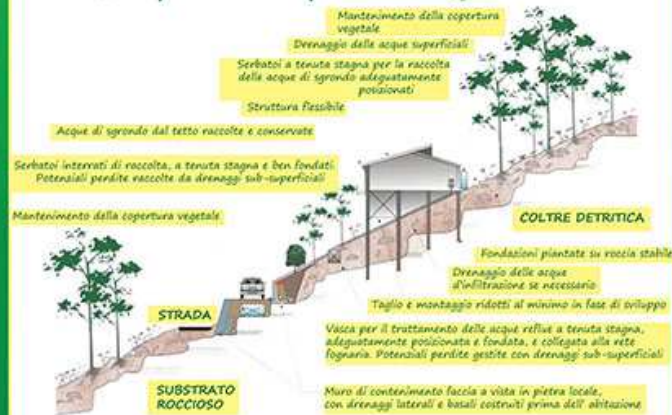 Mantenimento della copertura
vegetale
Drenaggio delle acque superficiali
Serbatoi a tenuta stagna per la raccolta
delle acque di sgrondo adeguatamente
posizionati
Struttura flessibile
Acque di sgrondo dal tetto raccolte e conservate
Serbatoi interrati di raccolta, a tenuta stagna e ben fondati.
Potenziali perdite raccolte da drenaggi sub-superficiali
Mantenimento della copertura vegetale
COLTRE DETRITICA
Fondazioni piantate su roccia stabile
Drenaggio delle acque
d'infiltrazione se necessario
Taglio e montaggio ridotti al minimo in fase di sviluppo
STRADA
Vasca per il trattamento delle acque reflue a tenuta stagna,
adeguatamente posizionata e fondata, e collegata alla rete
fognaria. Potenziali perdite gestite con drenaggi sub-superficiali
SUBSTRATO
ROCCIOSO
Muro di contenimento faccia a vista in pietra locale,
con drenaggi laterali e basali costruiti prima dell' abitazione